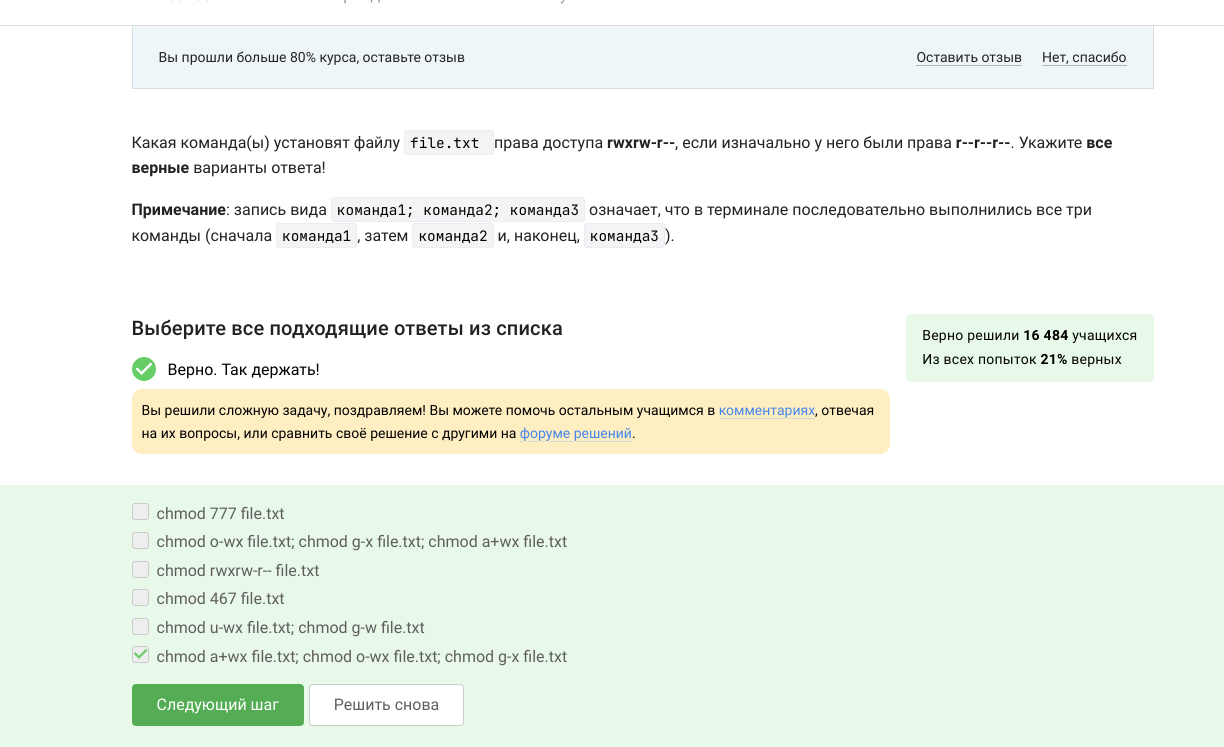 Вы прошли больше 80% курса, оставьте отзыв
Оставить отзыв
Нет, спасибо
Какая команда(ы) установят файлу file.txt права доступа rwxrw-r--, если изначально у него были права r--r--r--. Укажите все
верные варианты ответа!
Примечание: запись вида команда1; команда2; команда3 означает, что в терминале последовательно выполнились все три
команды (сначала команда1, затем команда2 и, наконец, команда3).
Выберите все подходящие ответы из списка
Верно. Так держать!
Верно решили 16 484 учащихся
Из всех попыток 21% верных
Вы решили сложную задачу, поздравляем! Вы можете помочь остальным учащимся в комментариях, отвечая
на их вопросы, или сравнить своё решение с другими на форуме решений.
chmod 777 file.txt
chmod o-wx file.txt; chmod g-x file.txt; chmod a+wx file.txt
chmod rwxrw-r-- file.txt
chmod 467 file.txt
chmod u-wx file.txt; chmod g-w file.txt
chmod a+wx file.txt; chmod o-wx file.txt; chmod g-x file.txt
Следующий шаг
Решить снова